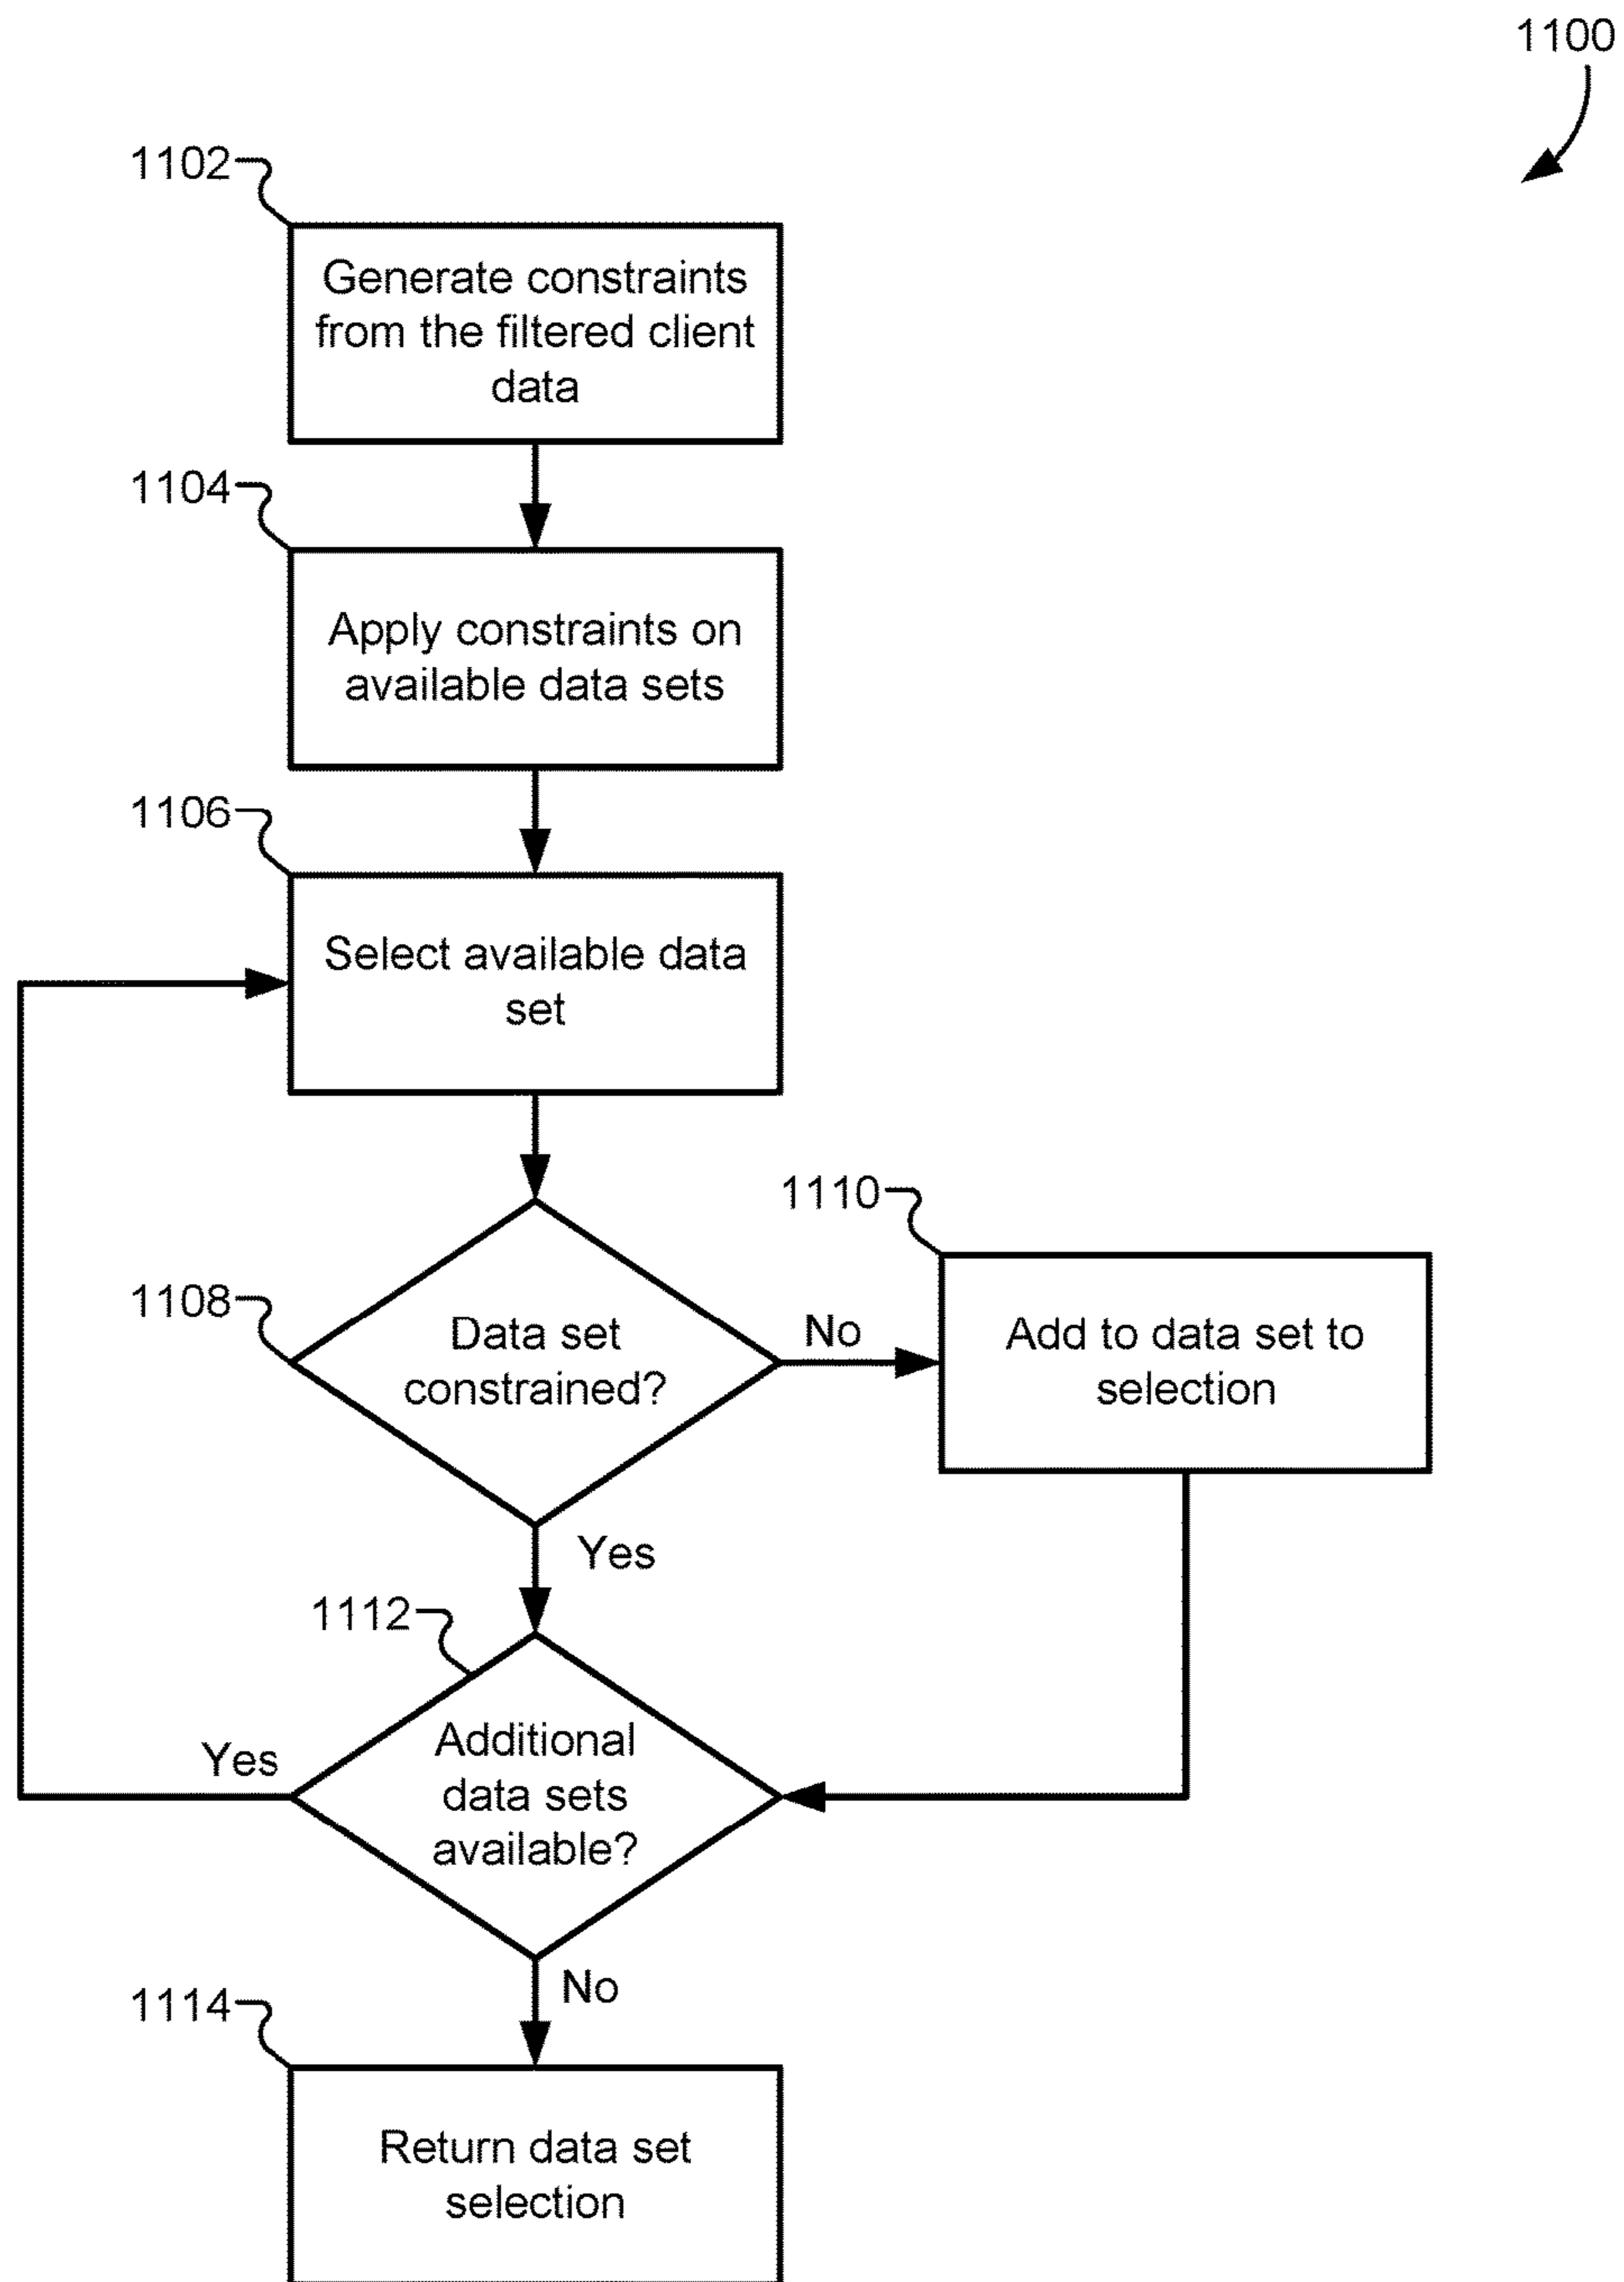 1100
1102
Generate constraints
from the filtered client
data
1104
Apply constraints on
available data sets
1106
Select available data
set
1108
Data set
constrained?
No
1110
Add to data set to
selection
Yes
1112
Additional
data sets
available?
Yes
No
1114
Return data set
selection